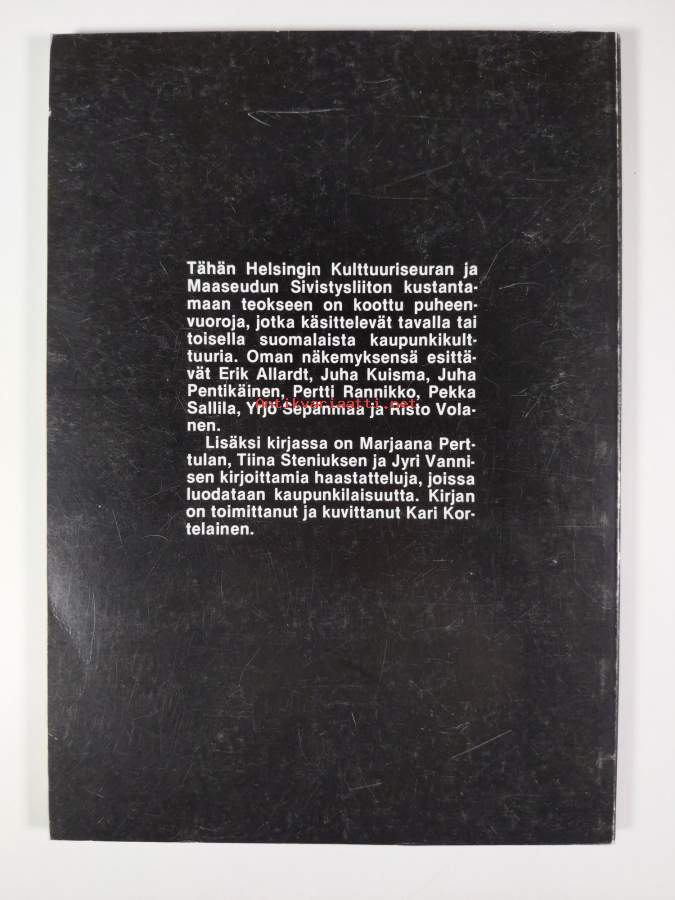 Tähän Helsingin Kulttuuriseuran ja
Maaseudun Sivistysliiton kustanta-
maan teokseen on koottu puheen-
vuoroja, jotka käsittelevät tavalla tai
toisella suomalaista kaupunkikult-
tuuria. Oman näkemyksensä esittä-
vät Erik Allardt, Juha Kuisma, Juha
Pentikäinen, Pertti Rannikko, Pekka
Antikvariaatti.net
Sallila, Yrjö Sepänmaa ja Risto Vola-
nen.
Lisäksi kirjassa on Marjaana Pert-
tulan, Tiina Steniuksen ja Jyri Vanni-
sen kirjoittamia haastatteluja, joissa
luodataan kaupunkilaisuutta. Kirjan
on toimittanut ja kuvittanut Kari Kor-
telainen.